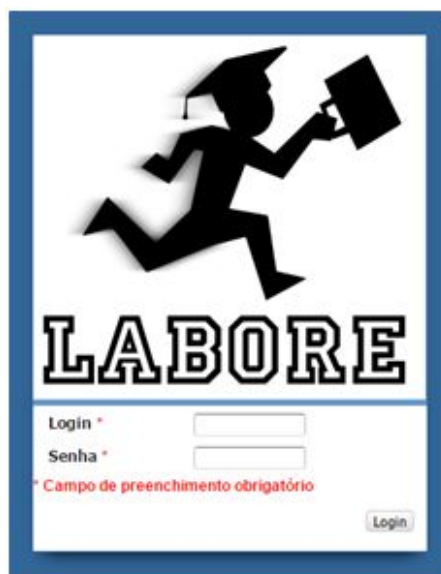 LABORE
Login *
Senha *
* Campo de preenchimento obrigatório
Login